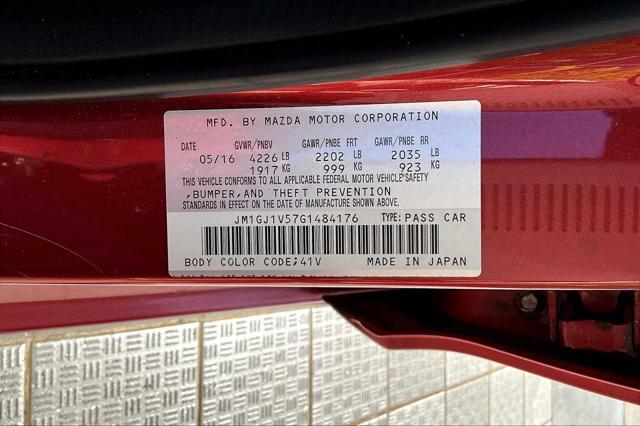 MFD. BY MAZDA MOTOR CORPORATION
GVWR/PNBV GAWR/PNBE FRT GAWR/PNBE RR
DATE 05/16 4226 LB 2202 LB 2035 LB
1917 KG 999 KG 923 KG
THIS VEHICLE CONFORMS TO ALL APPLICABLE FEDERAL MOTOR VEHICLE SAFETY
,BUMPER,AND THEFT PREVENTION
STANDARDS IN EFFECT ON THE DATE OF MANUFACTURE SHOWN ABOVE.
JM1GJ1V57G1484176 TYPE:PASS CAR
BODY COLOR CODE;41V MADE IN JAPAN